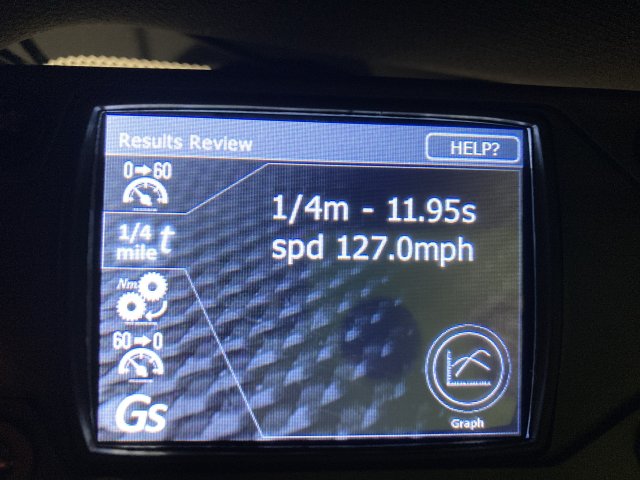 Results Review
HELP?
0→60
1/4 mile t
1/4m - 11.95s
spd 127.0mph
Nm
60→0
Gs
Graph